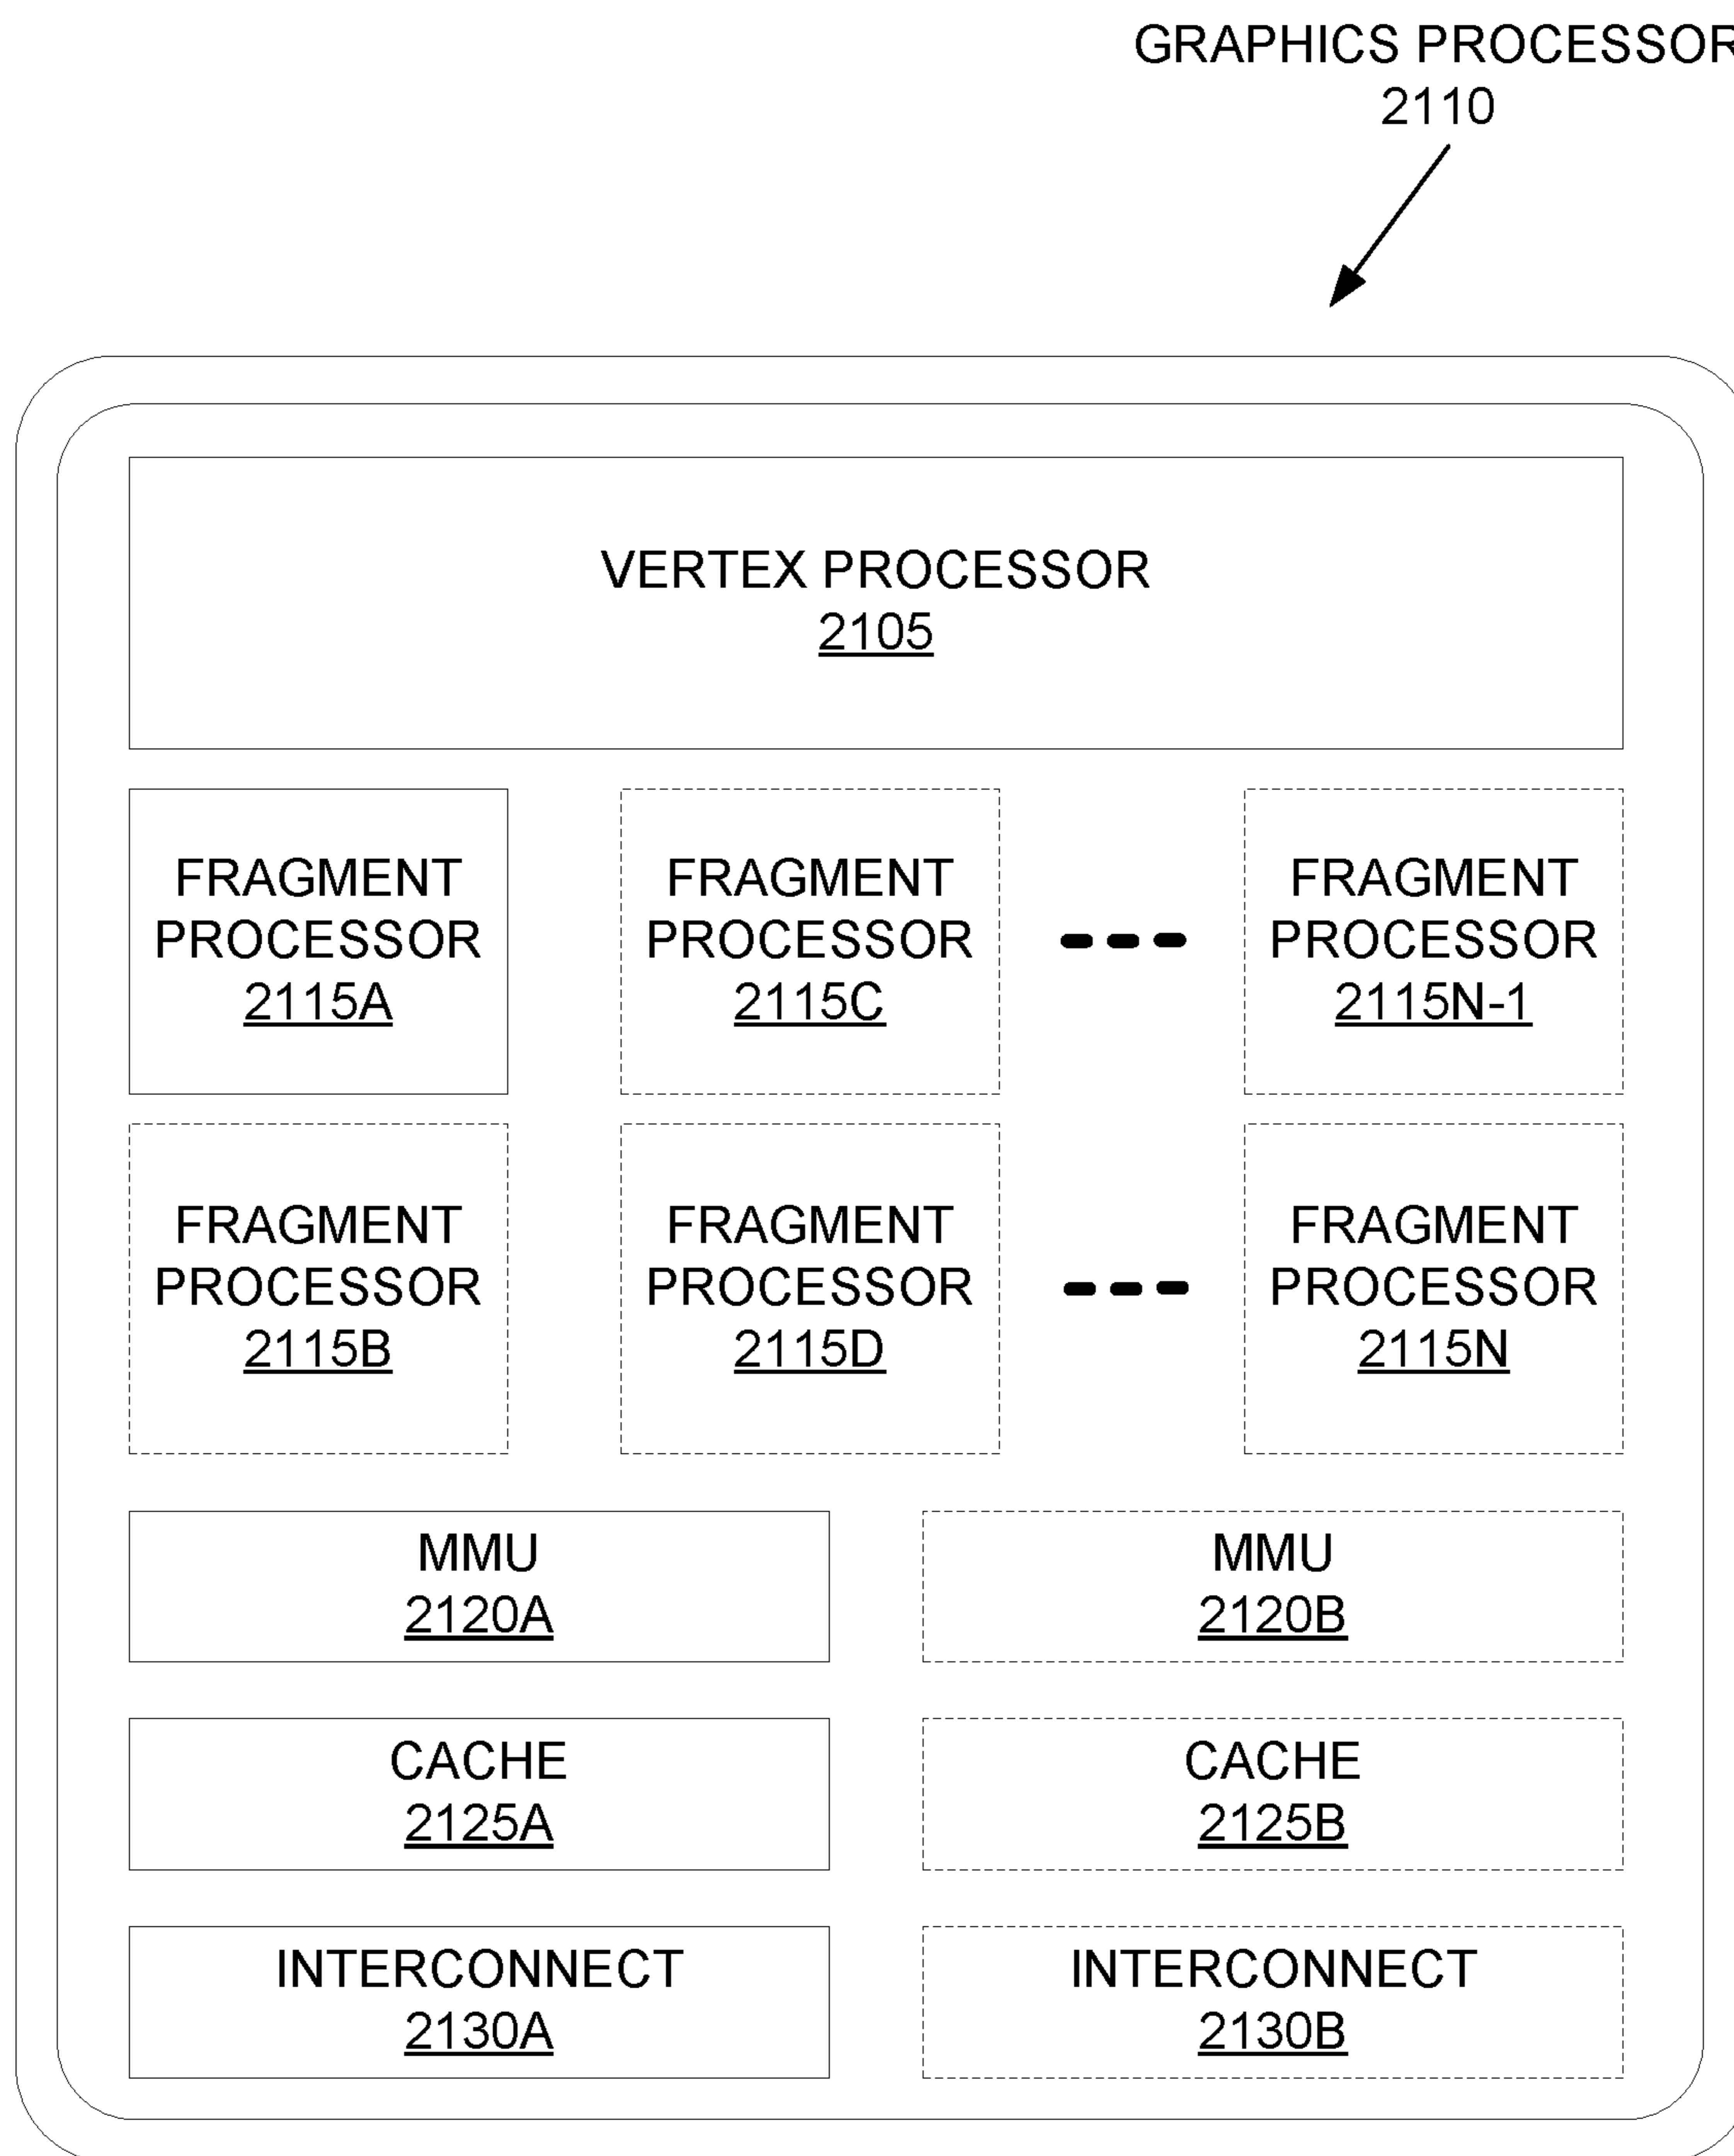 GRAPHICS PROCESSOR
2110
VERTEX PROCESSOR
2105
FRAGMENT
PROCESSOR
2115A
FRAGMENT
PROCESSOR
2115C
FRAGMENT
PROCESSOR
2115N-1
FRAGMENT
PROCESSOR
2115B
FRAGMENT
PROCESSOR
2115D
FRAGMENT
PROCESSOR
2115N
MMU
2120A
MMU
2120B
CACHE
2125A
CACHE
2125B
INTERCONNECT
2130A
INTERCONNECT
2130B